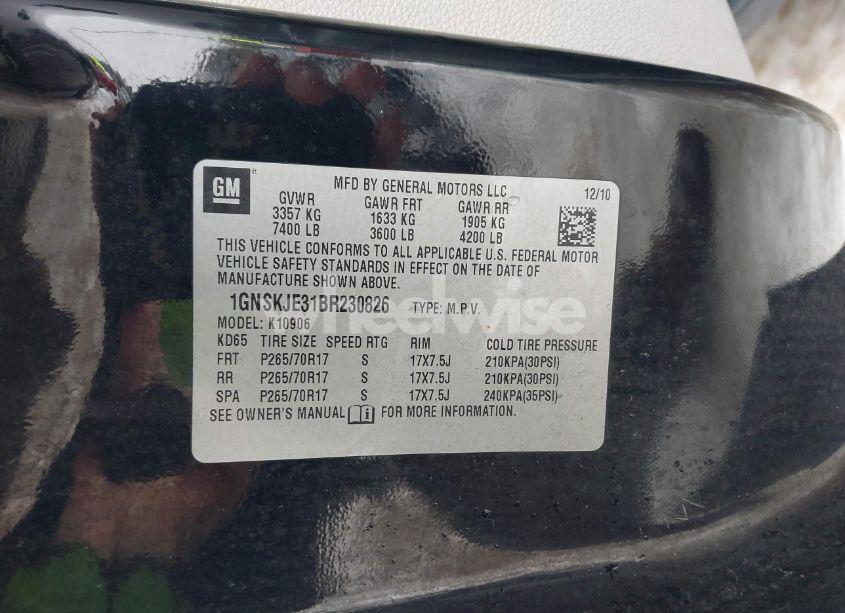 GM
MFD BY GENERAL MOTORS LLC
12/10
GVWR GAWR FRT GAWR RR
3357 KG 1633 KG 1905 KG
7400 LB 3600 LB 4200 LB
THIS VEHICLE CONFORMS TO ALL APPLICABLE U.S. FEDERAL MOTOR
VEHICLE SAFETY STANDARDS IN EFFECT ON THE DATE OF
MANUFACTURE SHOWN ABOVE.
1GNSKJE31BR230826 TYPE: M.P.V.
wheelwise
MODEL: K10906
KD65 TIRE SIZE SPEED RTG RIM COLD TIRE PRESSURE
FRT P265/70R17 S 17X7.5J 210KPA(30PSI)
RR P265/70R17 S 17X7.5J 210KPA(30PSI)
SPA P265/70R17 S 17X7.5J 240KPA(35PSI)
SEE OWNER'S MANUAL FOR MORE INFORMATION.